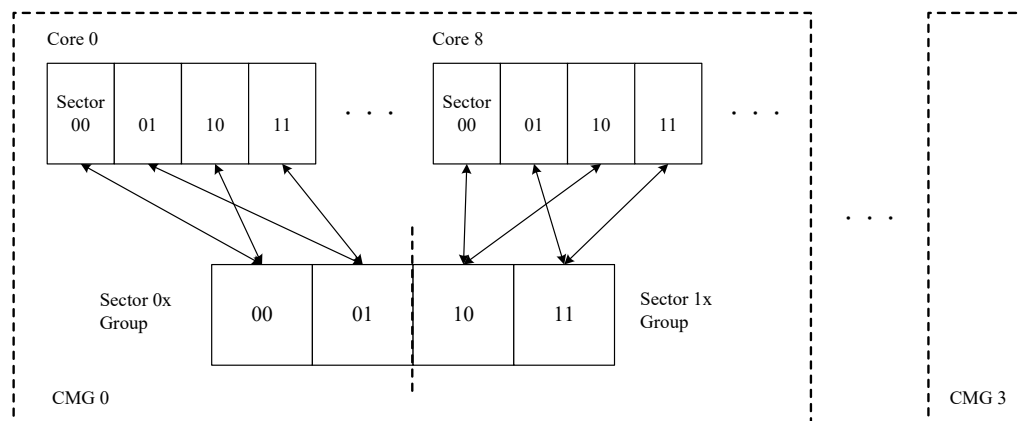 Core 0
Core 8
Sector
00 01 10 11
. . .
Sector
00 01 10 11
. . .
. . .
Sector 0x
Group
00 01 10 11
Sector 1x
Group
CMG 0
CMG 3